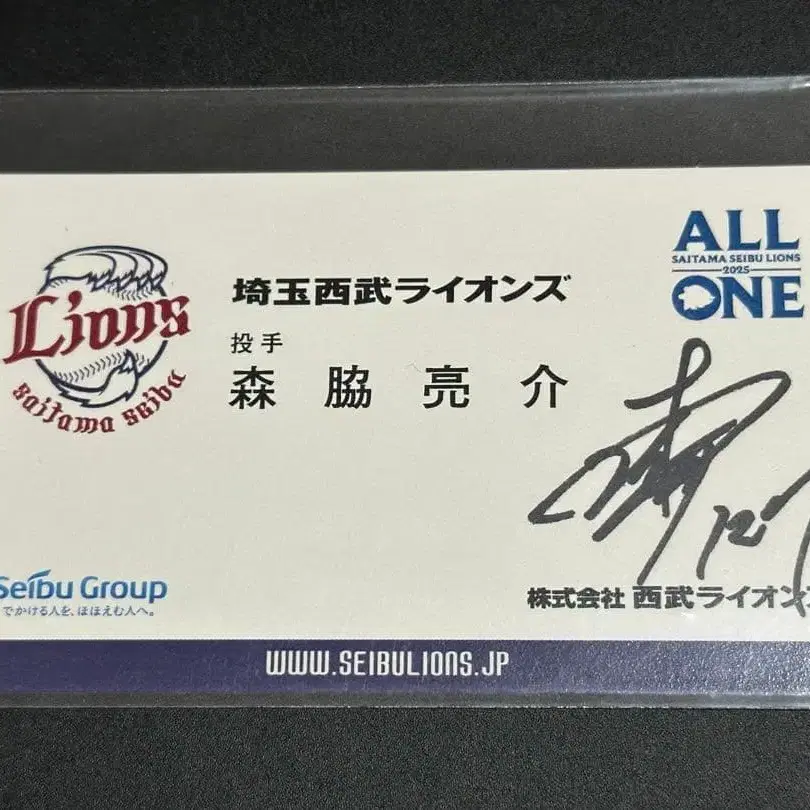 Lions
saitama seibu
埼玉西武ライオンズ
投手
森脇亮介
ALL
SAITAMA SEIBU LIONS
2025
ONE
Seibu Group
でかける人を、ほほえむ人へ。
株式会社 西武ライオン
WWW.SEIBULIONS.JP